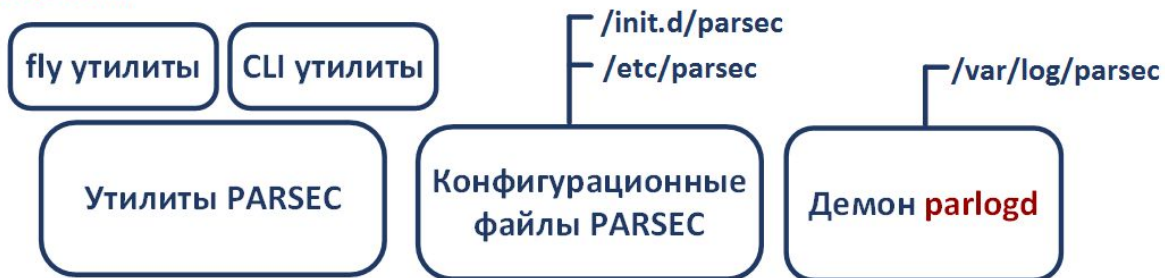 /init.d/parsec
fly утилиты
CLI утилиты
/etc/parsec
/var/log/parsec
Утилиты PARSEC
Конфигурационные
файлы PARSEC
Демон parlogd